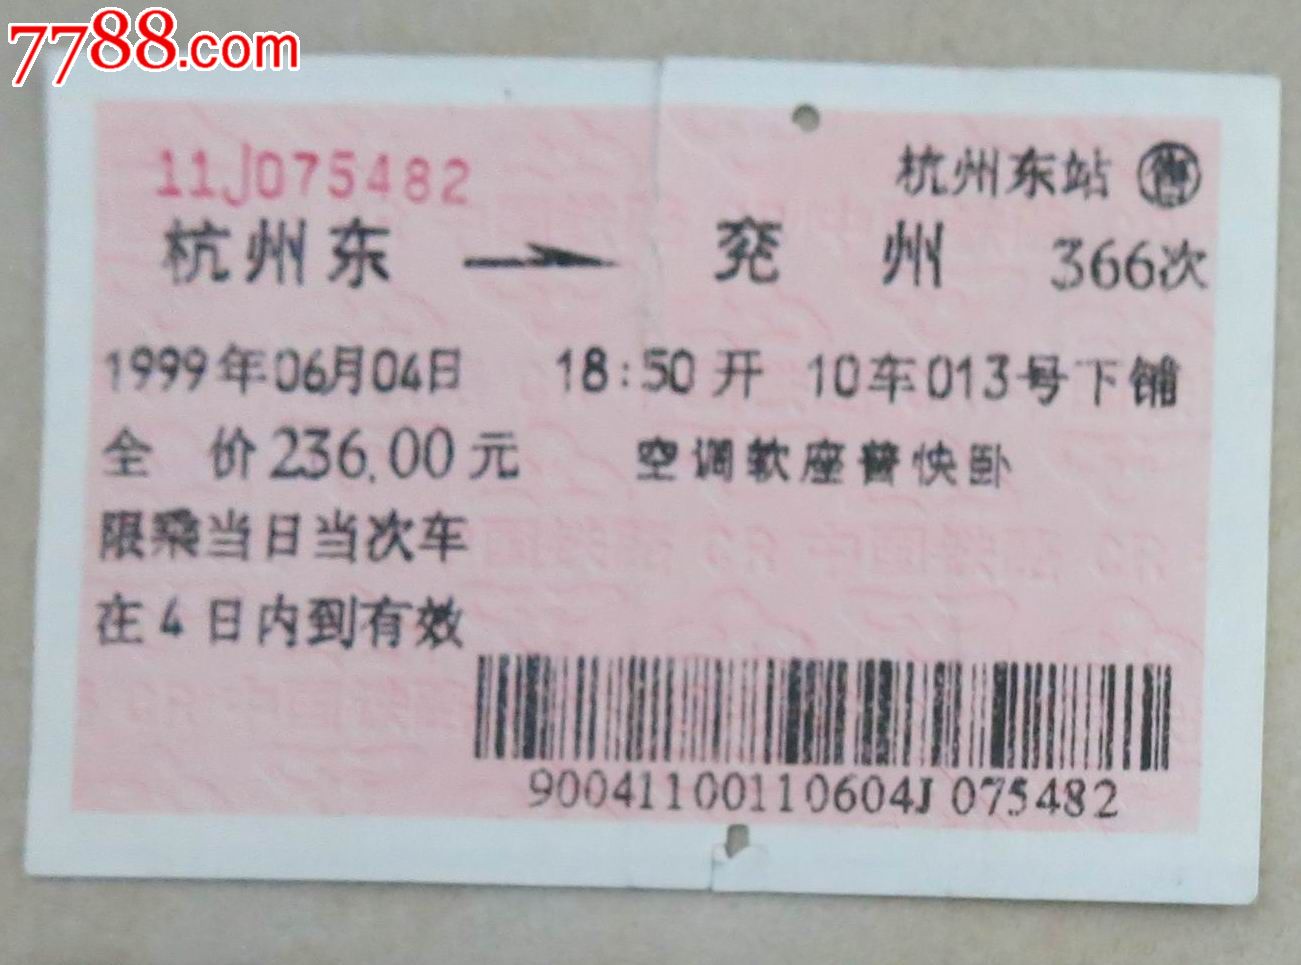 7788.com
11J075482
杭州东站 售
杭州东 兖州 366次
1999年06月04日 18:50开 10车013号下铺
全价236.00元 空调软座普快卧
限乘当日当次车
在4日内到有效
90041100110604J 075482